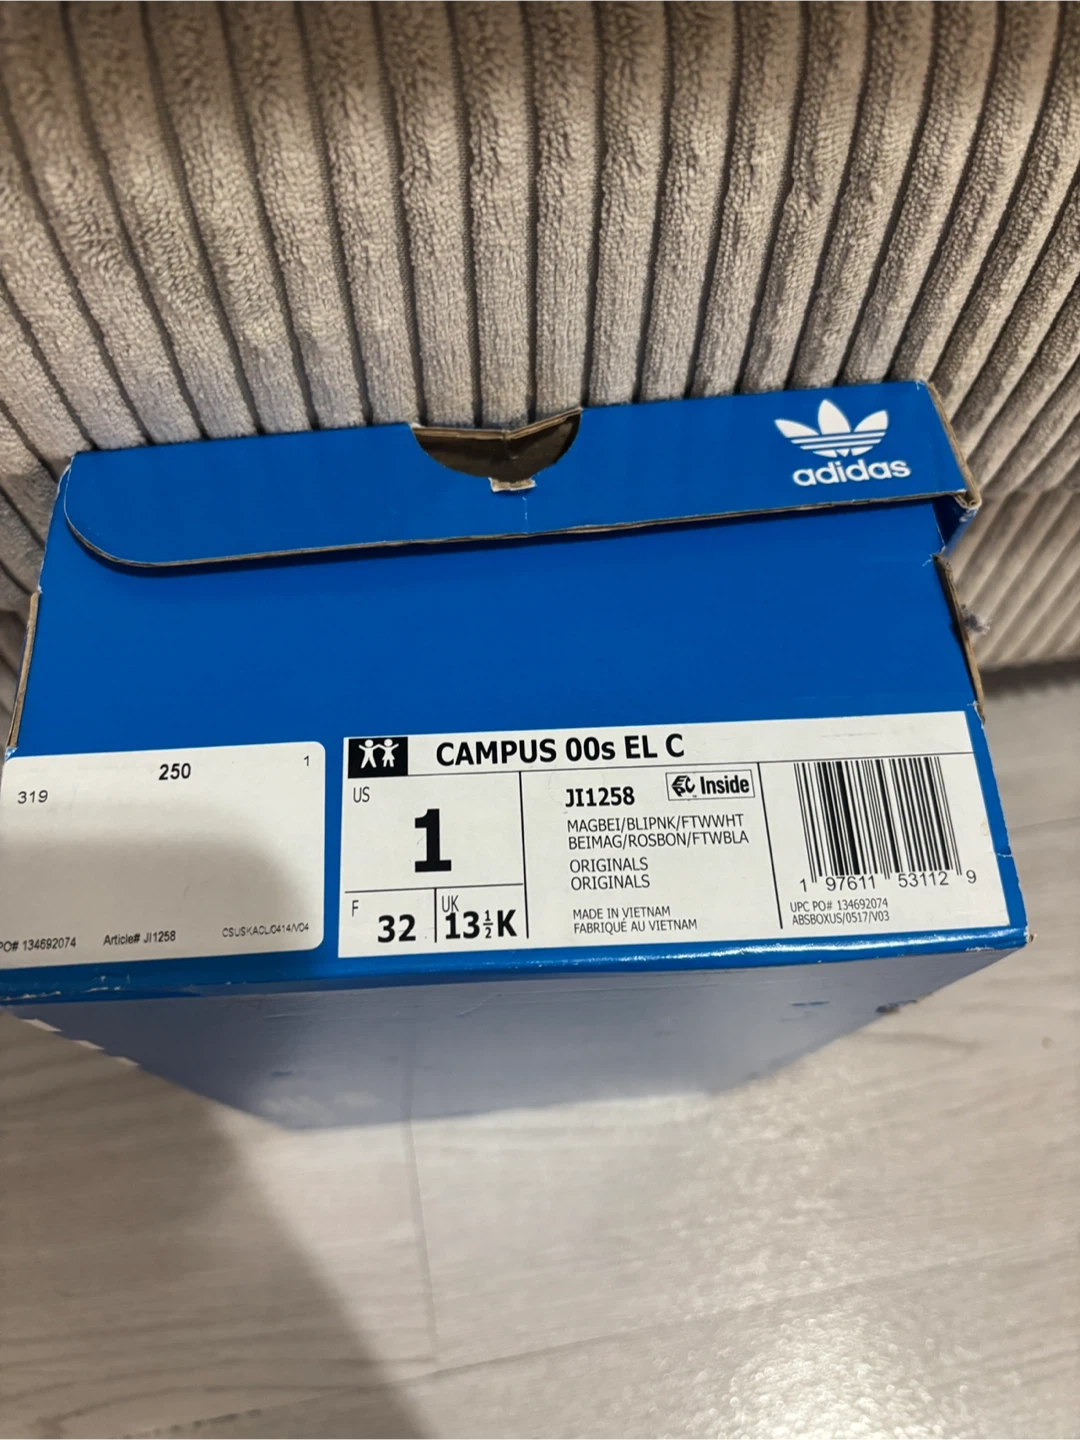 adidas
250
1
319
PO# 134692074 Article# JI1258 CSUSKADL/0414/V04
CAMPUS 00s EL C
US
1
F
32
UK
13½K
JI1258
Inside
MAGBEI/BLIPNK/FTWWHT
BEIMAG/ROSBON/FTWBLA
ORIGINALS
ORIGINALS
MADE IN VIETNAM
FABRIQUÉ AU VIETNAM
1 97611 53112 9
UPC PO# 134692074
ABSBOXUS/0517/V03